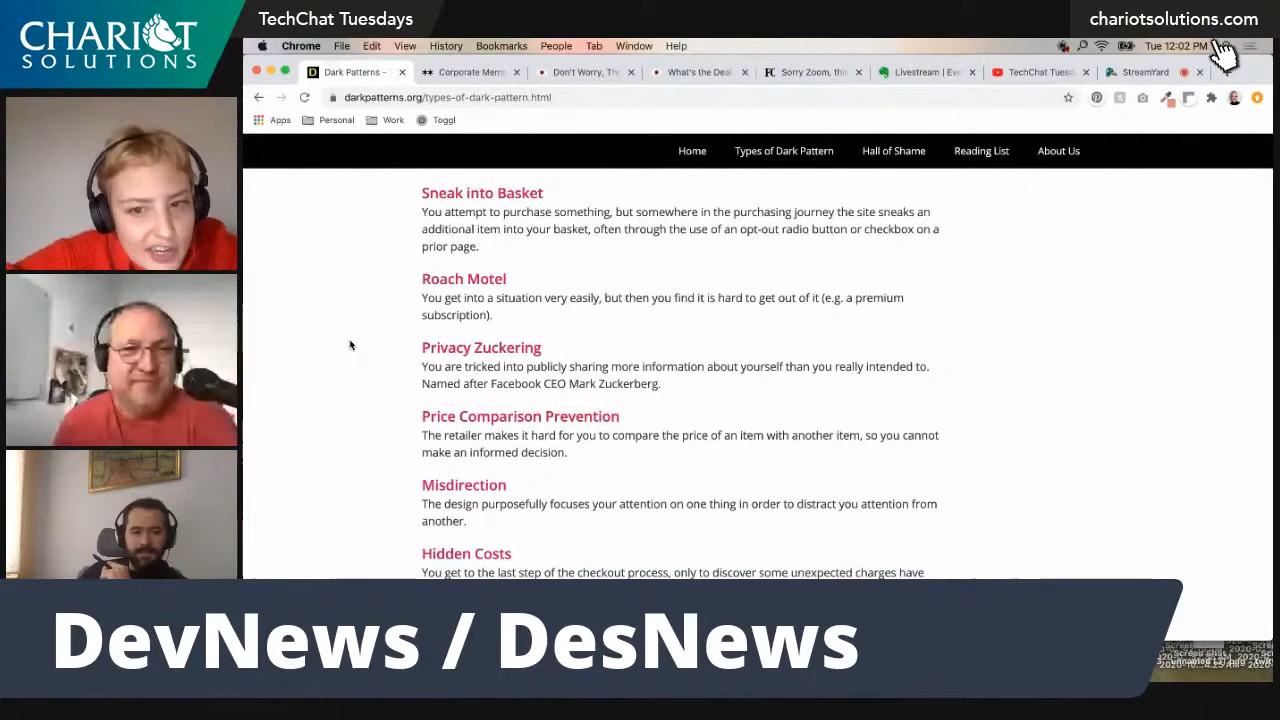 CHARIOT
SOLUTIONS
TechChat Tuesdays
chariotsolutions.com
Chrome File Edit View History Bookmarks People Tab Window Help
Tue 12:02 PM
Dark Patterns -
Corporate Mem
Don't Worry, Th
What's the Deal
Sorry Zoom, thi
Livestream | Eve
TechChat Tuesd
StreamYard
darkpatterns.org/types-of-dark-pattern.html
Apps Personal Work Toggl
Home Types of Dark Pattern Hall of Shame Reading List About Us
Sneak into Basket
You attempt to purchase something, but somewhere in the purchasing journey the site sneaks an
additional item into your basket, often through the use of an opt-out radio button or checkbox on a
prior page.
Roach Motel
You get into a situation very easily, but then you find it is hard to get out of it (e.g. a premium
subscription).
Privacy Zuckering
You are tricked into publicly sharing more information about yourself than you really intended to.
Named after Facebook CEO Mark Zuckerberg.
Price Comparison Prevention
The retailer makes it hard for you to compare the price of an item with another item, so you cannot
make an informed decision.
Misdirection
The design purposefully focuses your attention on one thing in order to distract you attention from
another.
Hidden Costs
You get to the last step of the checkout process, only to discover some unexpected charges have
DevNews / DesNews